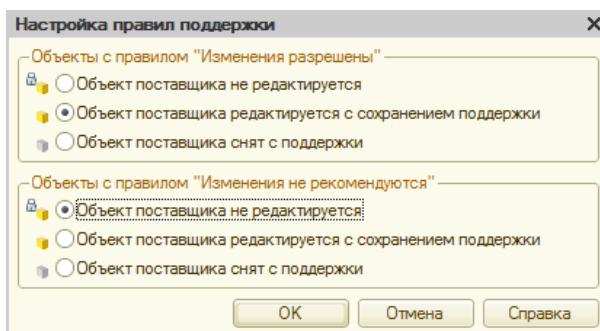 Настройка правил поддержки
Объекты с правилом "Изменения разрешены"
Объект поставщика не редактируется
Объект поставщика редактируется с сохранением поддержки
Объект поставщика снят с поддержки
Объекты с правилом "Изменения не рекомендуются"
Объект поставщика не редактируется
Объект поставщика редактируется с сохранением поддержки
Объект поставщика снят с поддержки
ОК Отмена Справка